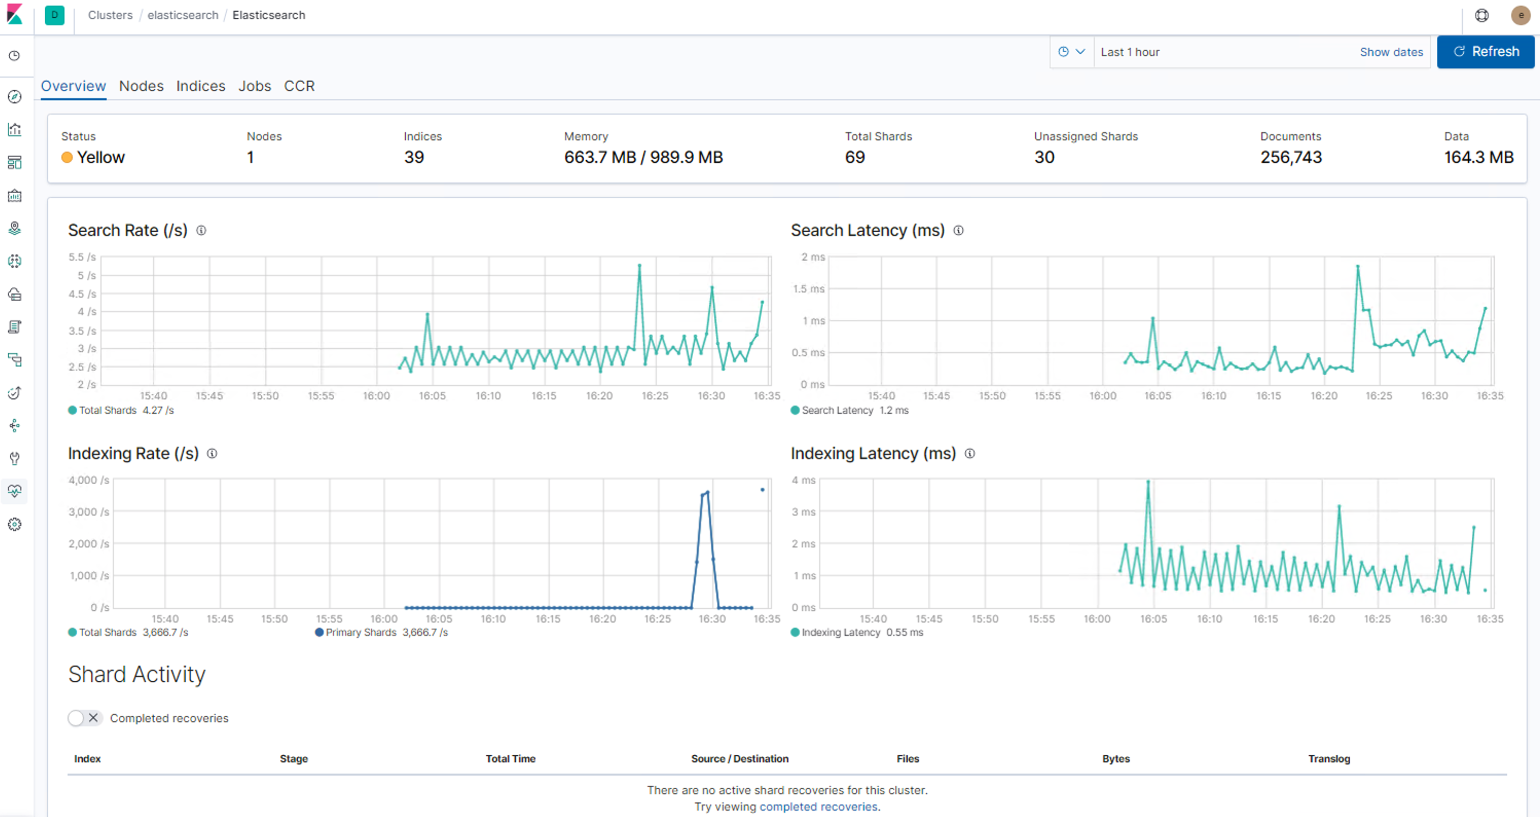 D Clusters / elasticsearch / Elasticsearch e
Last 1 hour Show dates Refresh
Overview Nodes Indices Jobs CCR
Status Nodes Indices Memory Total Shards Unassigned Shards Documents Data
Yellow 1 39 663.7 MB / 989.9 MB 69 30 256,743 164.3 MB
Search Rate (/s)
5.5 /s
5 /s
4.5 /s
4 /s
3.5 /s
3 /s
2.5 /s
2 /s
15:40 15:45 15:50 15:55 16:00 16:05 16:10 16:15 16:20 16:25 16:30 16:35
Total Shards 4.27 /s
Search Latency (ms)
2 ms
1.5 ms
1 ms
0.5 ms
0 ms
15:40 15:45 15:50 15:55 16:00 16:05 16:10 16:15 16:20 16:25 16:30 16:35
Search Latency 1.2 ms
Indexing Rate (/s)
4,000 /s
3,000 /s
2,000 /s
1,000 /s
0 /s
15:40 15:45 15:50 15:55 16:00 16:05 16:10 16:15 16:20 16:25 16:30 16:35
Total Shards 3,666.7 /s Primary Shards 3,666.7 /s
Indexing Latency (ms)
4 ms
3 ms
2 ms
1 ms
0 ms
15:40 15:45 15:50 15:55 16:00 16:05 16:10 16:15 16:20 16:25 16:30 16:35
Indexing Latency 0.55 ms
Shard Activity
Completed recoveries
Index Stage Total Time Source / Destination Files Bytes Translog
There are no active shard recoveries for this cluster.
Try viewing completed recoveries.